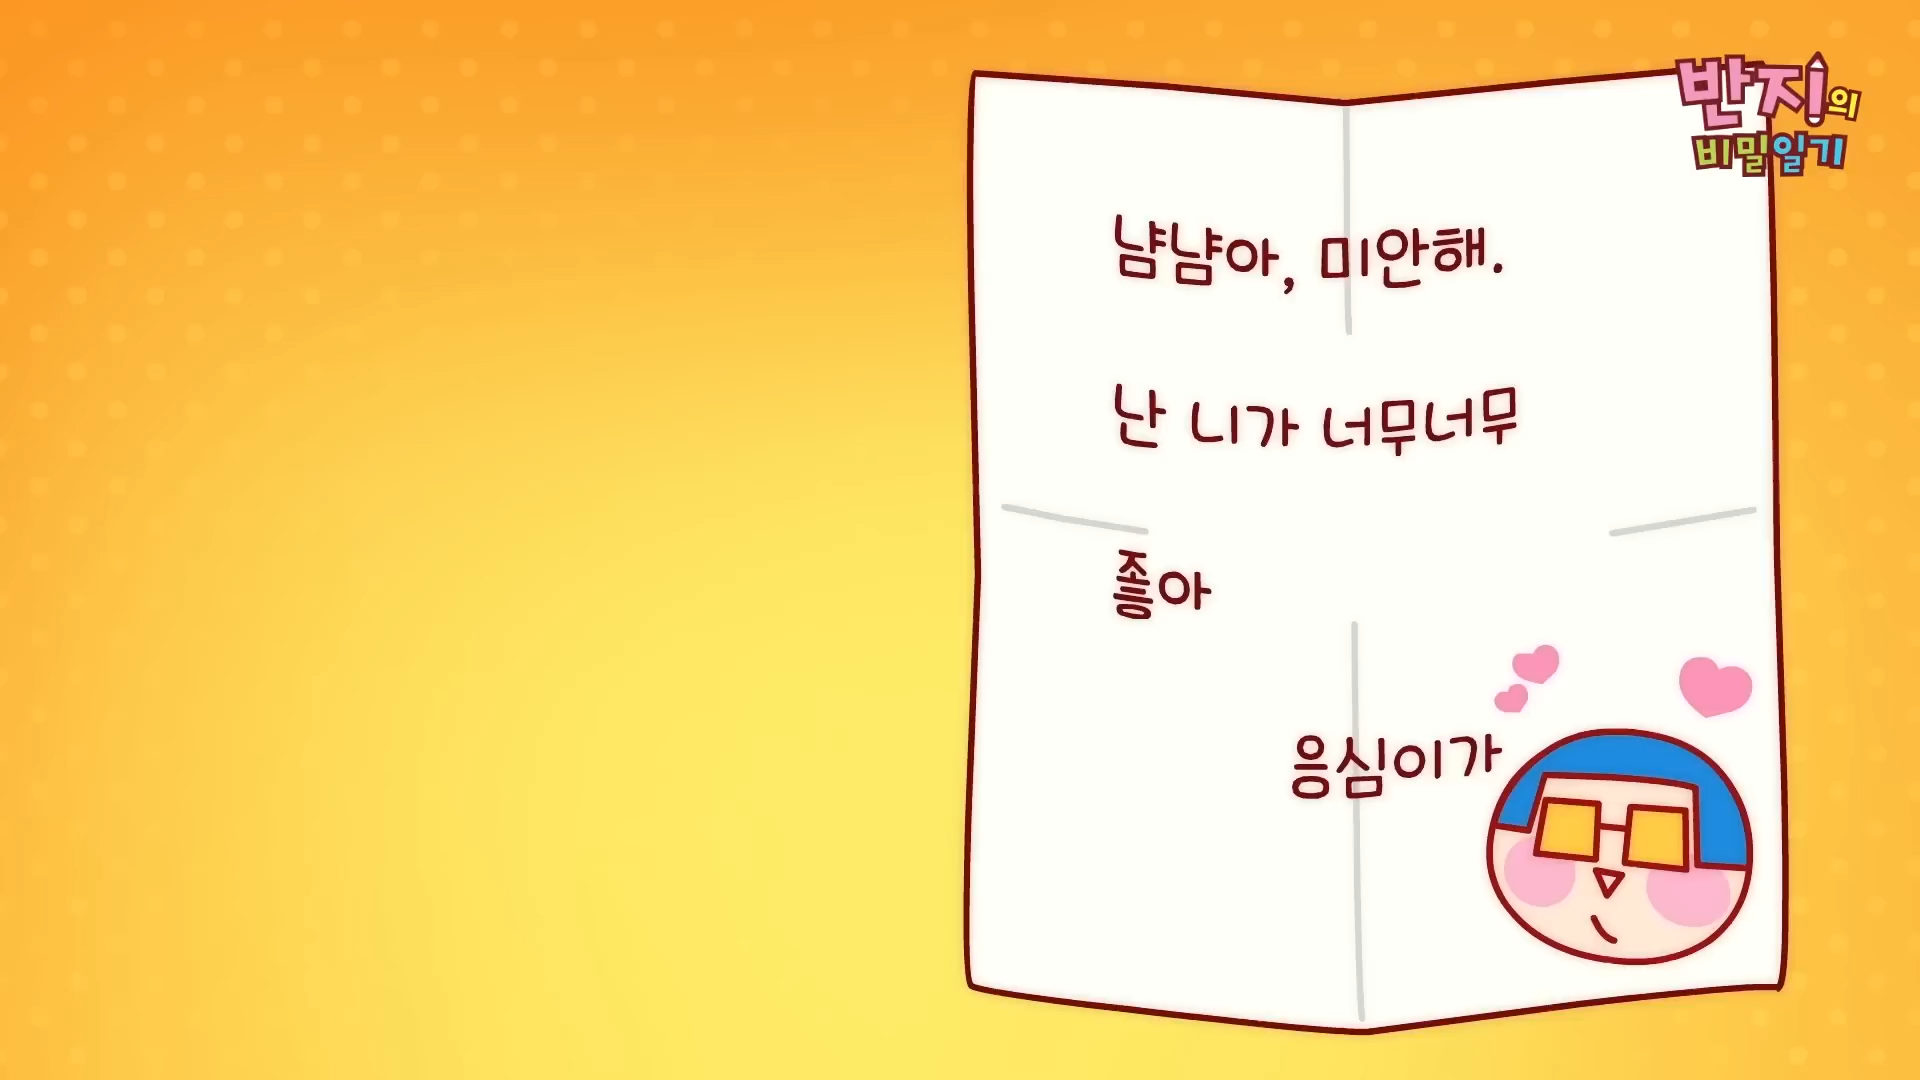 반지의
비밀일기
냠냠아, 미안해.
난 니가 너무너무
좋아
응심이가